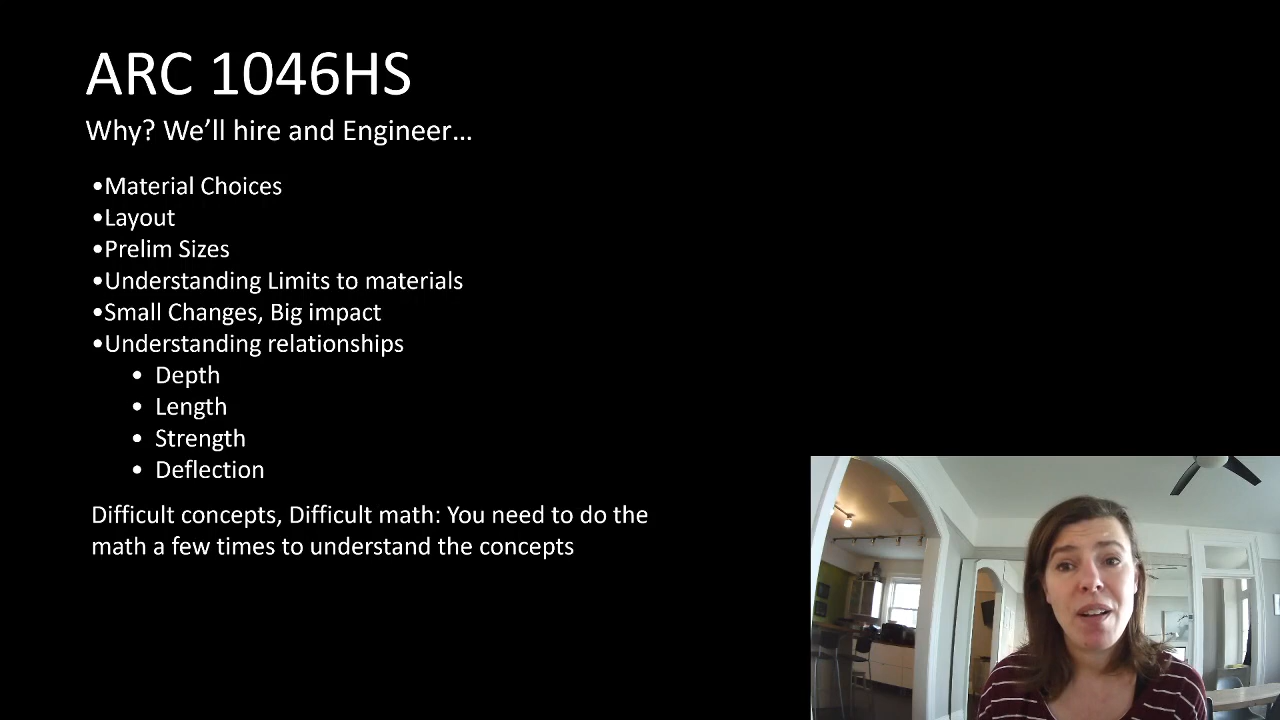 ARC 1046HS
Why? We’ll hire and Engineer…
•Material Choices
•Layout
•Prelim Sizes
•Understanding Limits to materials
•Small Changes, Big impact
•Understanding relationships
• Depth
• Length
• Strength
• Deflection
Difficult concepts, Difficult math: You need to do the
math a few times to understand the concepts